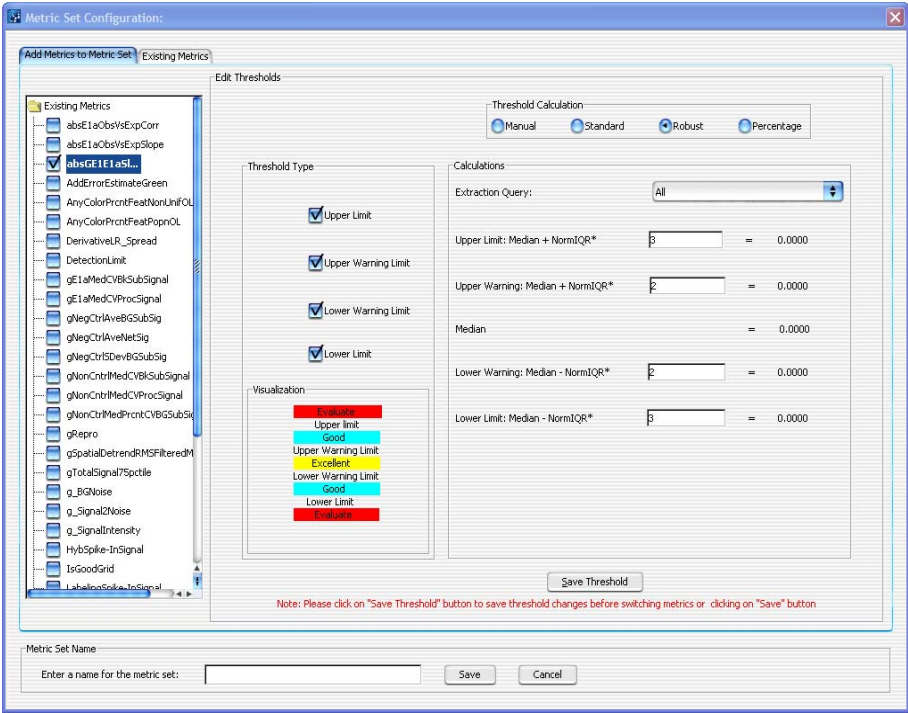 Metric Set Configuration:
Add Metrics to Metric Set
Existing Metrics
Existing Metrics
absE1aObsVsExpCorr
absE1aObsVsExpSlope
absGE1E1aSl...
AddErrorEstimateGreen
AnyColorPrcntFeatNonUnifOL
AnyColorPrcntFeatPopnOL
DerivativeLR_Spread
DetectionLimit
gE1aMedCVBkSubSignal
gE1aMedCVProcSignal
gNegCtrlAveBGSubSig
gNegCtrlAveNetSig
gNegCtrlSDevBGSubSig
gNonCntrlMedCVBkSubSignal
gNonCntrlMedCVProcSignal
gNonCtrlMedPrcntCVBGSubSig
gRepro
gSpatialDetrendRMSFilteredM
gTotalSignal75pctile
g_BGNoise
g_Signal2Noise
g_SignalIntensity
HybSpike-InSignal
IsGoodGrid
LabelingSpike-InSignal
Edit Thresholds
Threshold Calculation
Manual Standard Robust Percentage
Threshold Type
Upper Limit
Upper Warning Limit
Lower Warning Limit
Lower Limit
Visualization
Evaluate
Upper limit
Good
Upper Warning Limit
Excellent
Lower Warning Limit
Good
Lower Limit
Evaluate
Calculations
Extraction Query: All
Upper Limit: Median + NormIQR* 3 = 0.0000
Upper Warning: Median + NormIQR* 2 = 0.0000
Median = 0.0000
Lower Warning: Median - NormIQR* 2 = 0.0000
Lower Limit: Median - NormIQR* 3 = 0.0000
Save Threshold
Note: Please click on "Save Threshold" button to save threshold changes before switching metrics or clicking on "Save" button
Metric Set Name
Enter a name for the metric set: Save Cancel